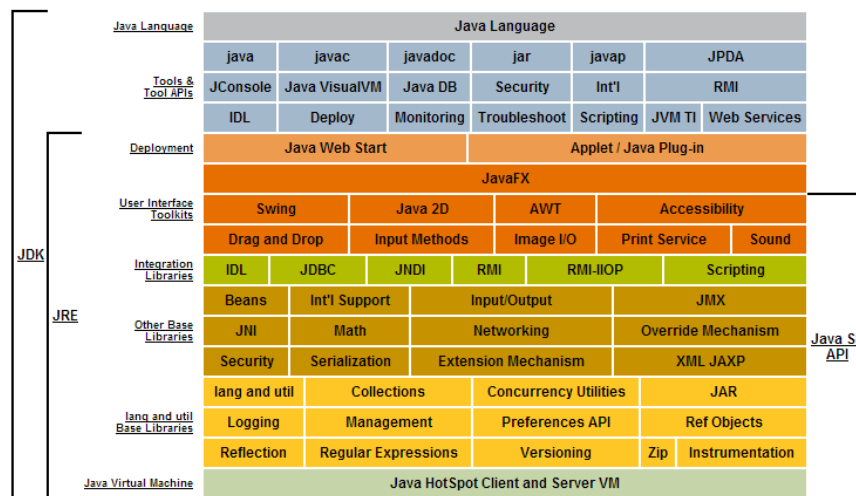 Java Language Java Language
java javac javadoc jar javap JPDA
Tools & Tool APIs JConsole Java VisualVM Java DB Security Int'l RMI
IDL Deploy Monitoring Troubleshoot Scripting JVM TI Web Services
Deployment Java Web Start Applet / Java Plug-in
JavaFX
User Interface Toolkits Swing Java 2D AWT Accessibility
Drag and Drop Input Methods Image I/O Print Service Sound
JDK
Integration Libraries IDL JDBC JNDI RMI RMI-IIOP Scripting
JRE
Beans Int'l Support Input/Output JMX
Other Base Libraries JNI Math Networking Override Mechanism
Java S
API
Security Serialization Extension Mechanism XML JAXP
lang and util Collections Concurrency Utilities JAR
lang and util Base Libraries Logging Management Preferences API Ref Objects
Reflection Regular Expressions Versioning Zip Instrumentation
Java Virtual Machine Java HotSpot Client and Server VM